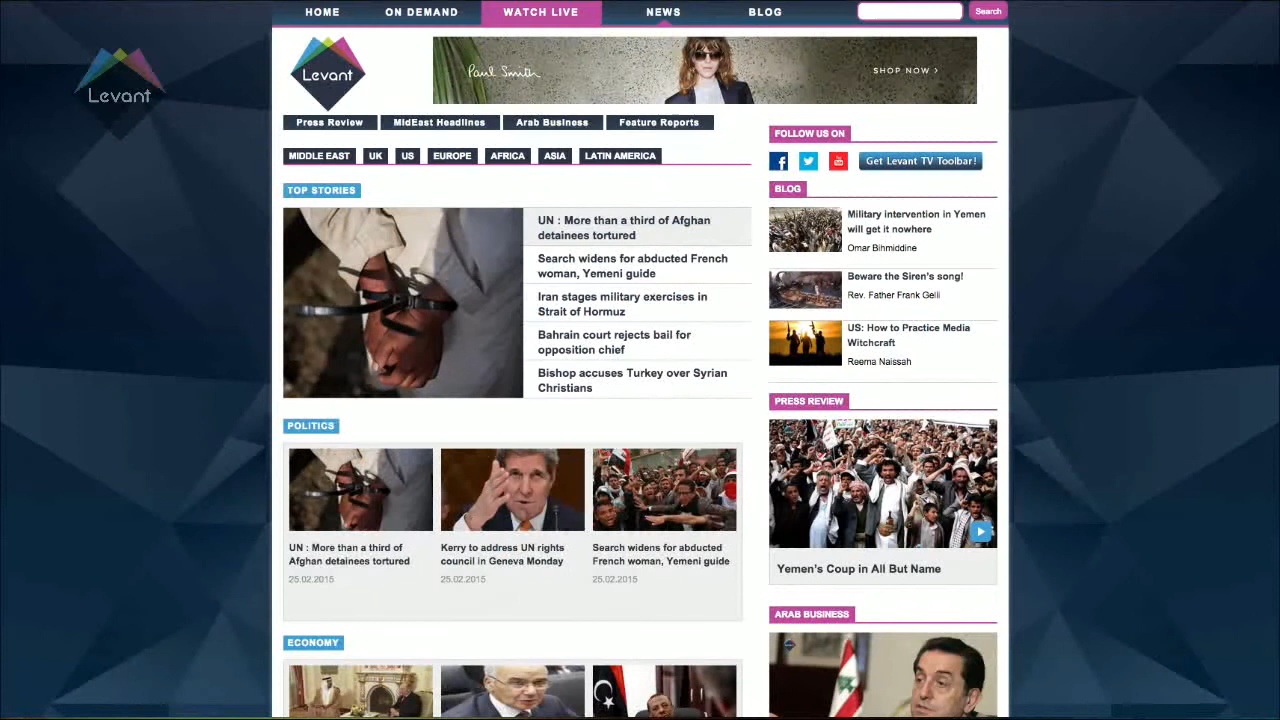 HOME
ON DEMAND
WATCH LIVE
NEWS
BLOG
Search
Levant
Levant
Paul Smith
SHOP NOW >
Press Review
MidEast Headlines
Arab Business
Feature Reports
MIDDLE EAST
UK
US
EUROPE
AFRICA
ASIA
LATIN AMERICA
TOP STORIES
UN : More than a third of Afghan
detainees tortured
Search widens for abducted French
woman, Yemeni guide
Iran stages military exercises in
Strait of Hormuz
Bahrain court rejects bail for
opposition chief
Bishop accuses Turkey over Syrian
Christians
POLITICS
UN : More than a third of
Afghan detainees tortured
25.02.2015
Kerry to address UN rights
council in Geneva Monday
25.02.2015
Search widens for abducted
French woman, Yemeni guide
25.02.2015
ECONOMY
FOLLOW US ON
Get Levant TV Toolbar!
BLOG
Military intervention in Yemen
will get it nowhere
Omar Bihmiddine
Beware the Siren's song!
Rev. Father Frank Gelli
US: How to Practice Media
Witchcraft
Reema Naissah
PRESS REVIEW
Yemen's Coup in All But Name
ARAB BUSINESS